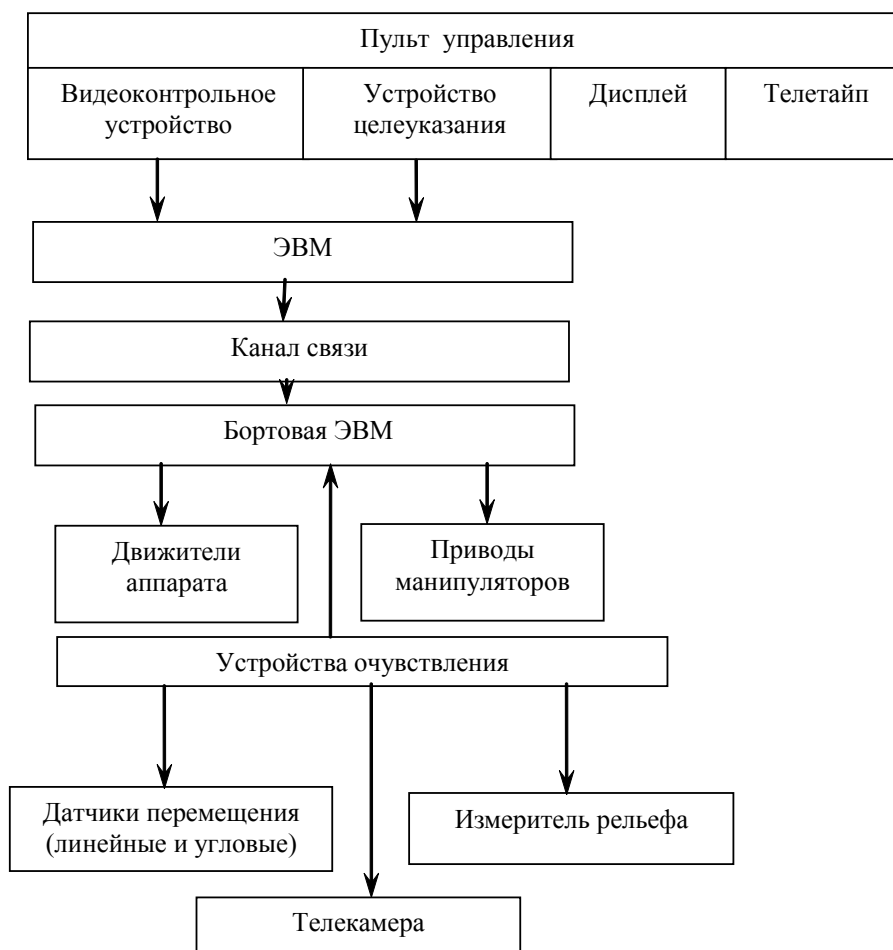 Пульт управления
Видеоконтрольное
устройство
Устройство
целеуказания
Дисплей
Телетайп
ЭВМ
Канал связи
Бортовая ЭВМ
Движители
аппарата
Приводы
манипуляторов
Устройства очувствления
Датчики перемещения
(линейные и угловые)
Измеритель рельефа
Телекамера